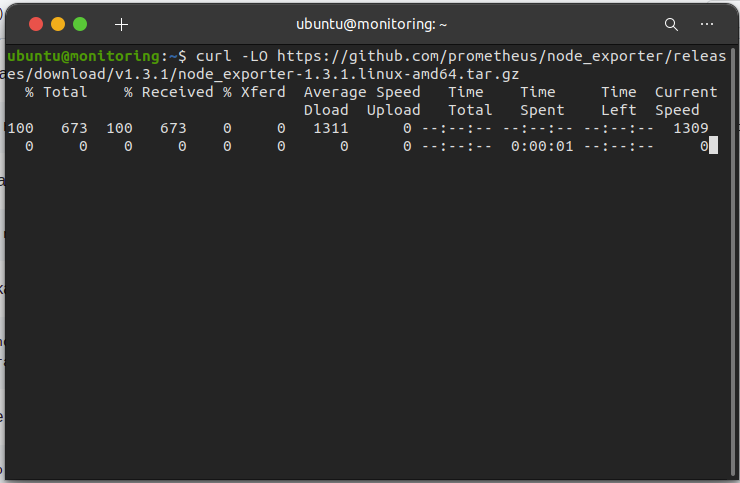 ubuntu@monitoring: ~
ubuntu@monitoring:~$ curl -LO https://github.com/prometheus/node_exporter/releas
es/download/v1.3.1/node_exporter-1.3.1.linux-amd64.tar.gz
% Total % Received % Xferd Average Speed Time Time Time Current
Dload Upload Total Spent Left Speed
100 673 100 673 0 0 1311 0 --:--:-- --:--:-- --:--:-- 1309
0 0 0 0 0 0 0 0 --:--:-- 0:00:01 --:--:-- 0